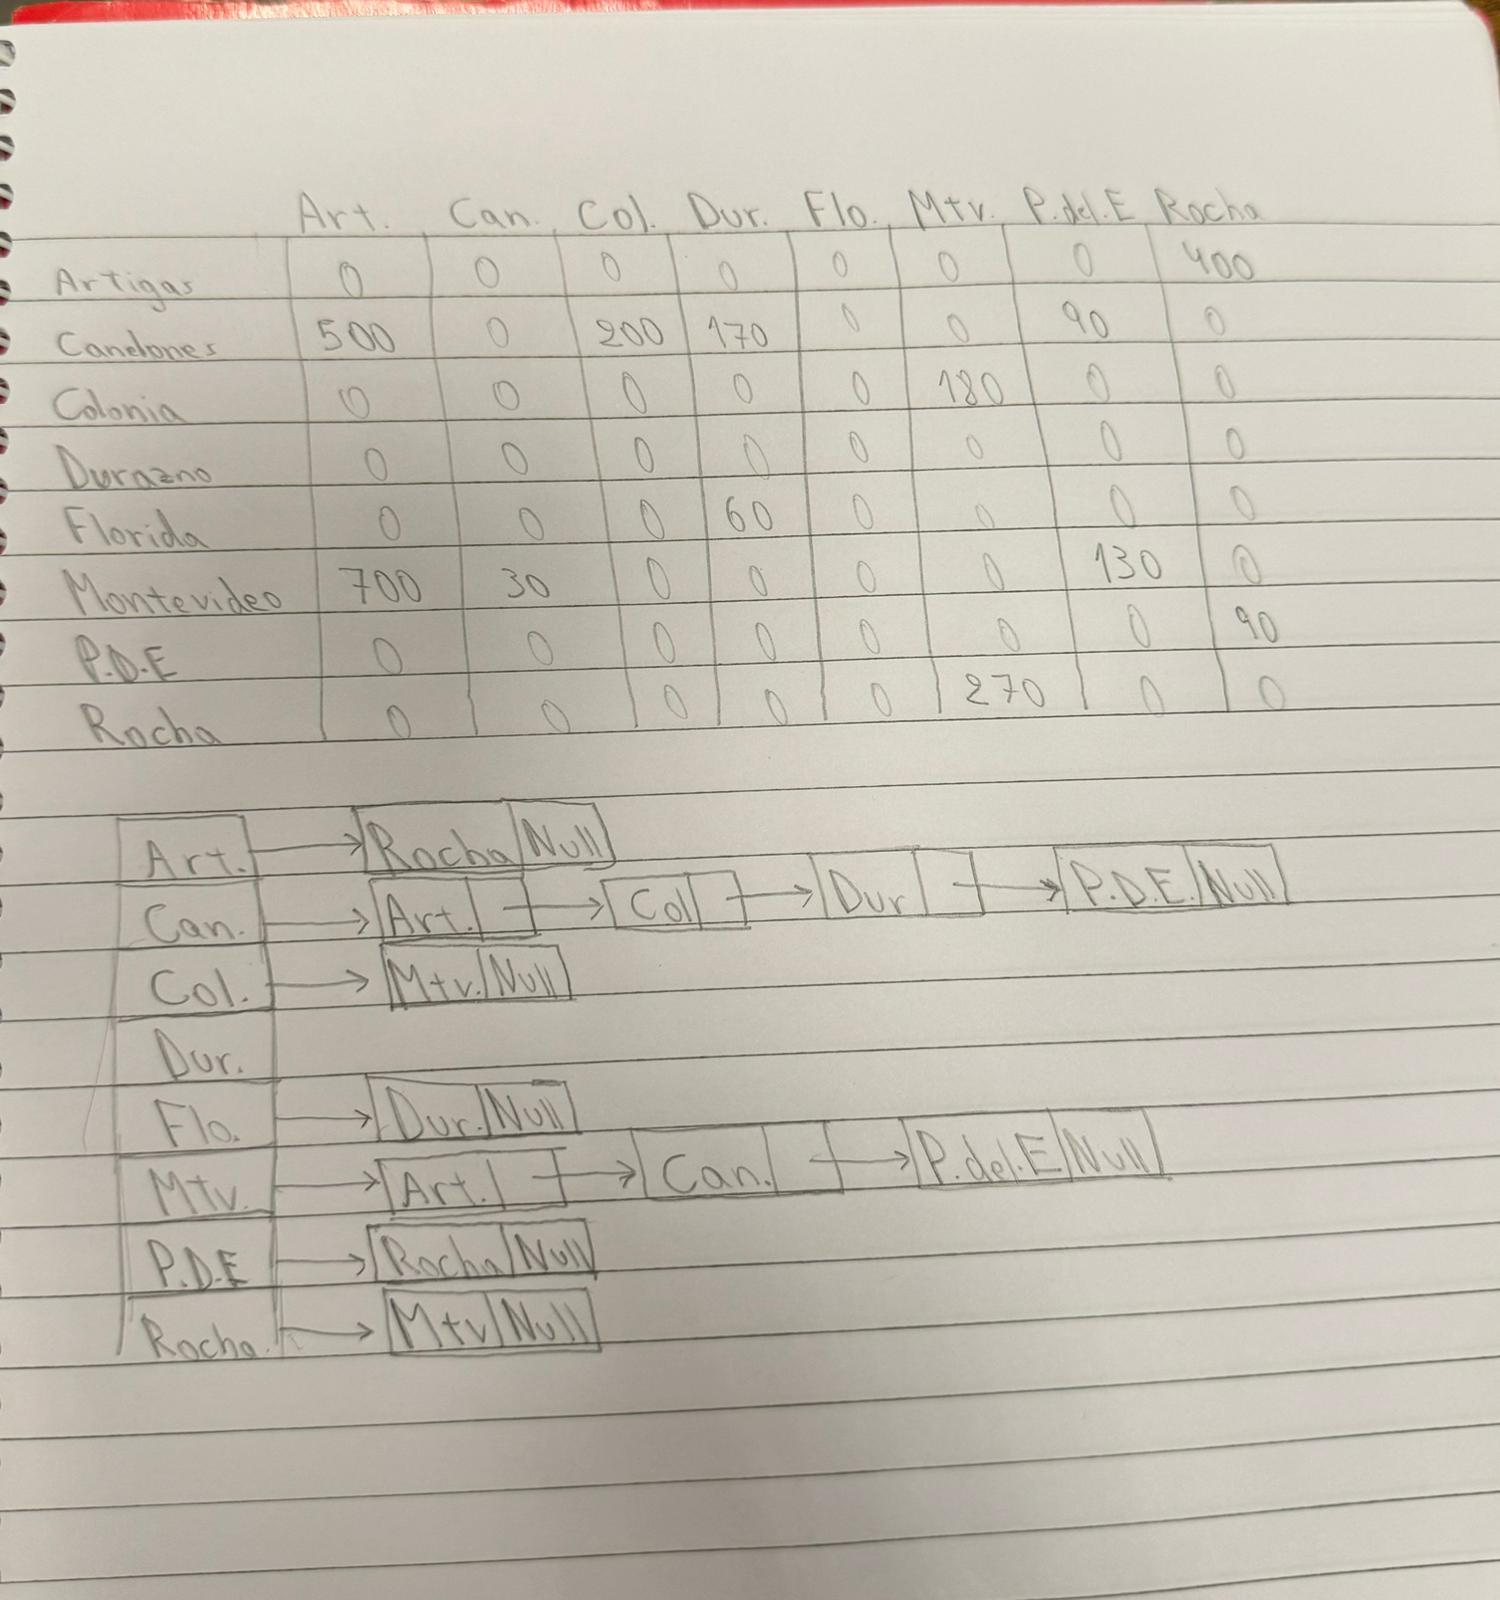 Art. Can. Col. Dur. Flo. Mtv. P.del.E Rocha
Artigas 0 0 0 0 0 0 0 400
Canelones 500 0 200 170 0 0 90 0
Colonia 0 0 0 0 0 180 0 0
Durazno 0 0 0 0 0 0 0 0
Florida 0 0 0 60 0 0 0 0
Montevideo 700 30 0 0 0 0 130 0
P.D.E 0 0 0 0 0 0 0 90
Rocha 0 0 0 0 0 270 0 0
Art. Rocha Null
Can. Art. Col Dur P.D.E. Null
Col. Mtv. Null
Dur.
Flo. Dur. Null
Mtv. Art. Can. P.del.E Null
P.D.E Rocha Null
Rocha. Mtv Null